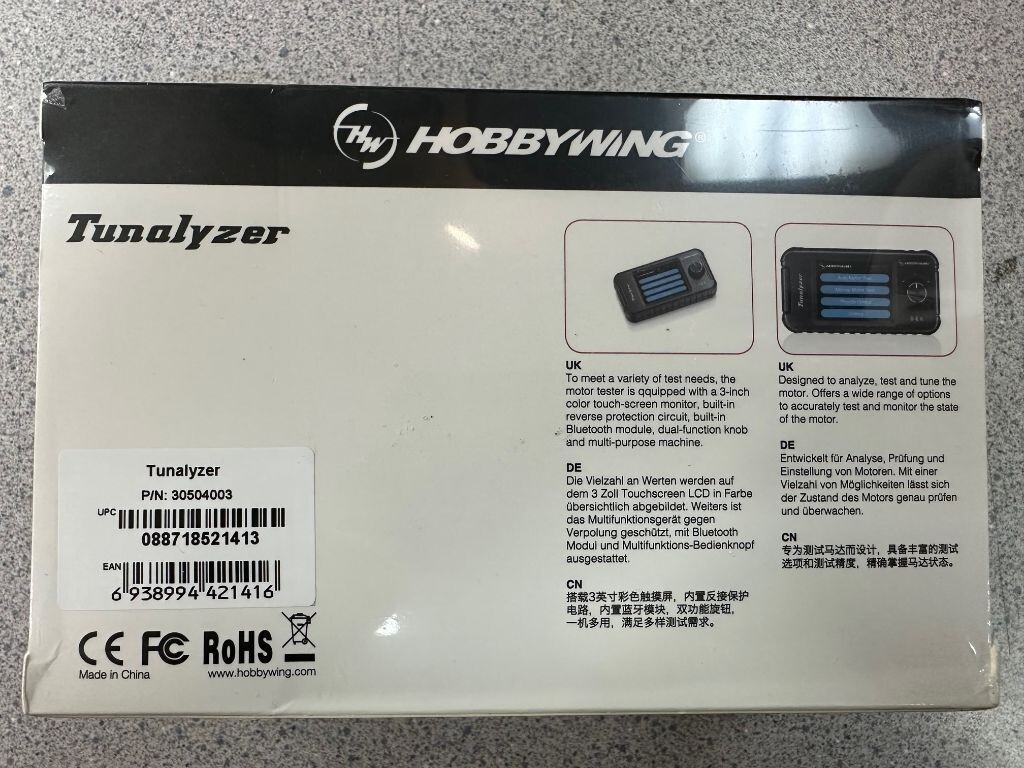 HW HOBBYWING®
Tunalyzer
UK
To meet a variety of test needs, the
motor tester is qquipped with a 3-inch
color touch-screen monitor, built-in
reverse protection circuit, built-in
Bluetooth module, dual-function knob
and multi-purpose machine.
DE
Die Vielzahl an Werten werden auf
dem 3 Zoll Touchscreen LCD in Farbe
übersichtlich abgebildet. Weiters ist
das Multifunktionsgerät gegen
Verpolung geschützt, mit Bluetooth
Modul und Multifunktions-Bedienknopf
ausgestattet.
CN
搭载3英寸彩色触摸屏，内置反接保护
电路，内置蓝牙模块，双功能旋钮，
一机多用，满足多样测试需求。
HOBBYWING
Tunalyzer
UK
Designed to analyze, test and tune the
motor. Offers a wide range of options
to accurately test and monitor the state
of the motor.
DE
Entwickelt für Analyse, Prüfung und
Einstellung von Motoren. Mit einer
Vielzahl von Möglichkeiten lässt sich
der Zustand des Motors genau prüfen
und überwachen.
CN
专为测试马达而设计，具备丰富的测试
选项和测试精度，精确掌握马达状态。
Tunalyzer
P/N: 30504003
UPC
088718521413
EAN
6 938994 421416
CE FC RoHS
Made in China www.hobbywing.com